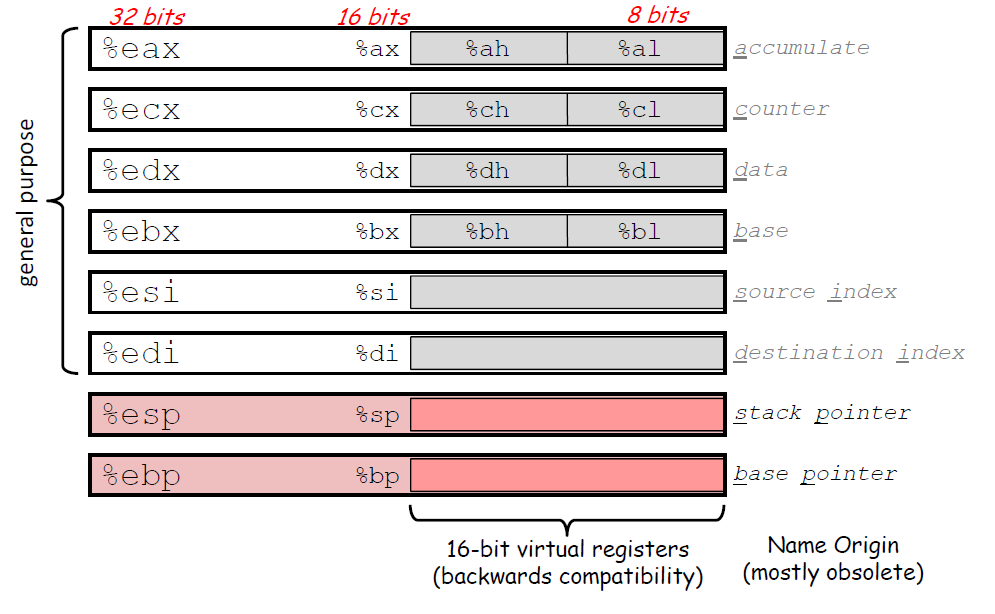 32 bits 16 bits 8 bits
%eax %ax %ah %al accumulate
%ecx %cx %ch %cl counter
%edx %dx %dh %dl data
%ebx %bx %bh %bl base
%esi %si source index
%edi %di destination index
%esp %sp stack pointer
%ebp %bp base pointer
general purpose
16-bit virtual registers
(backwards compatibility)
Name Origin
(mostly obsolete)